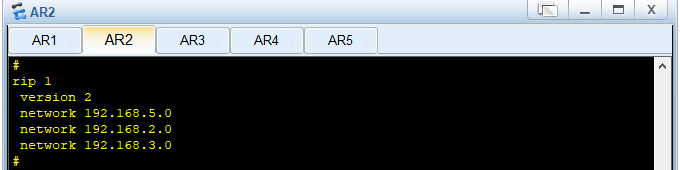 AR2
AR1 AR2 AR3 AR4 AR5
#
rip 1
 version 2
 network 192.168.5.0
 network 192.168.2.0
 network 192.168.3.0
#